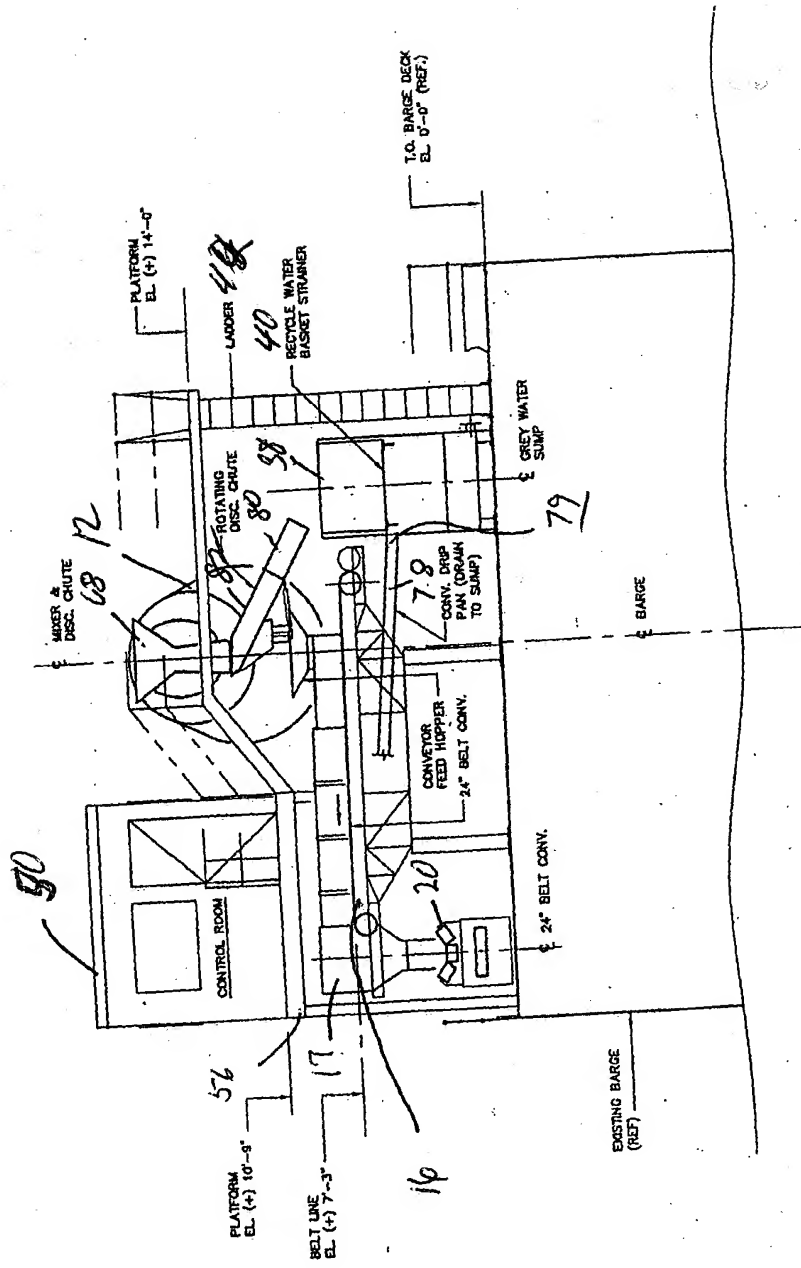 PLATFORM
EL. (+) 14'-0"
LADDER
40
RECYCLE WATER
BASKET STRAINER
T.O. BARGE DECK
EL. 0'-0" (REF.)
℄ MIXER &
DISC. CHUTE
68
12
82
ROTATING
DISC. CHUTE
80
38
℄ GREY WATER
SUMP
79
78
CONV. DRIP
PAN (DRAIN
TO SUMP)
℄ BARGE
50
CONTROL ROOM
CONVEYOR
FEED HOPPER
24" BELT CONV.
20
℄ 24" BELT CONV.
PLATFORM
EL. (+) 10'-9"
56
17
BELT LINE
EL. (+) 7'-3"
16
EXISTING BARGE
(REF)